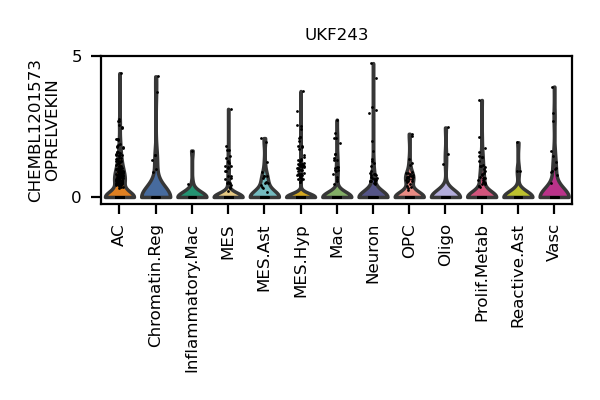 UKF243
CHEMBL1201573
OPRELVEKIN
5
0
AC
Chromatin.Reg
Inflammatory.Mac
MES
MES.Ast
MES.Hyp
Mac
Neuron
OPC
Oligo
Prolif.Metab
Reactive.Ast
Vasc